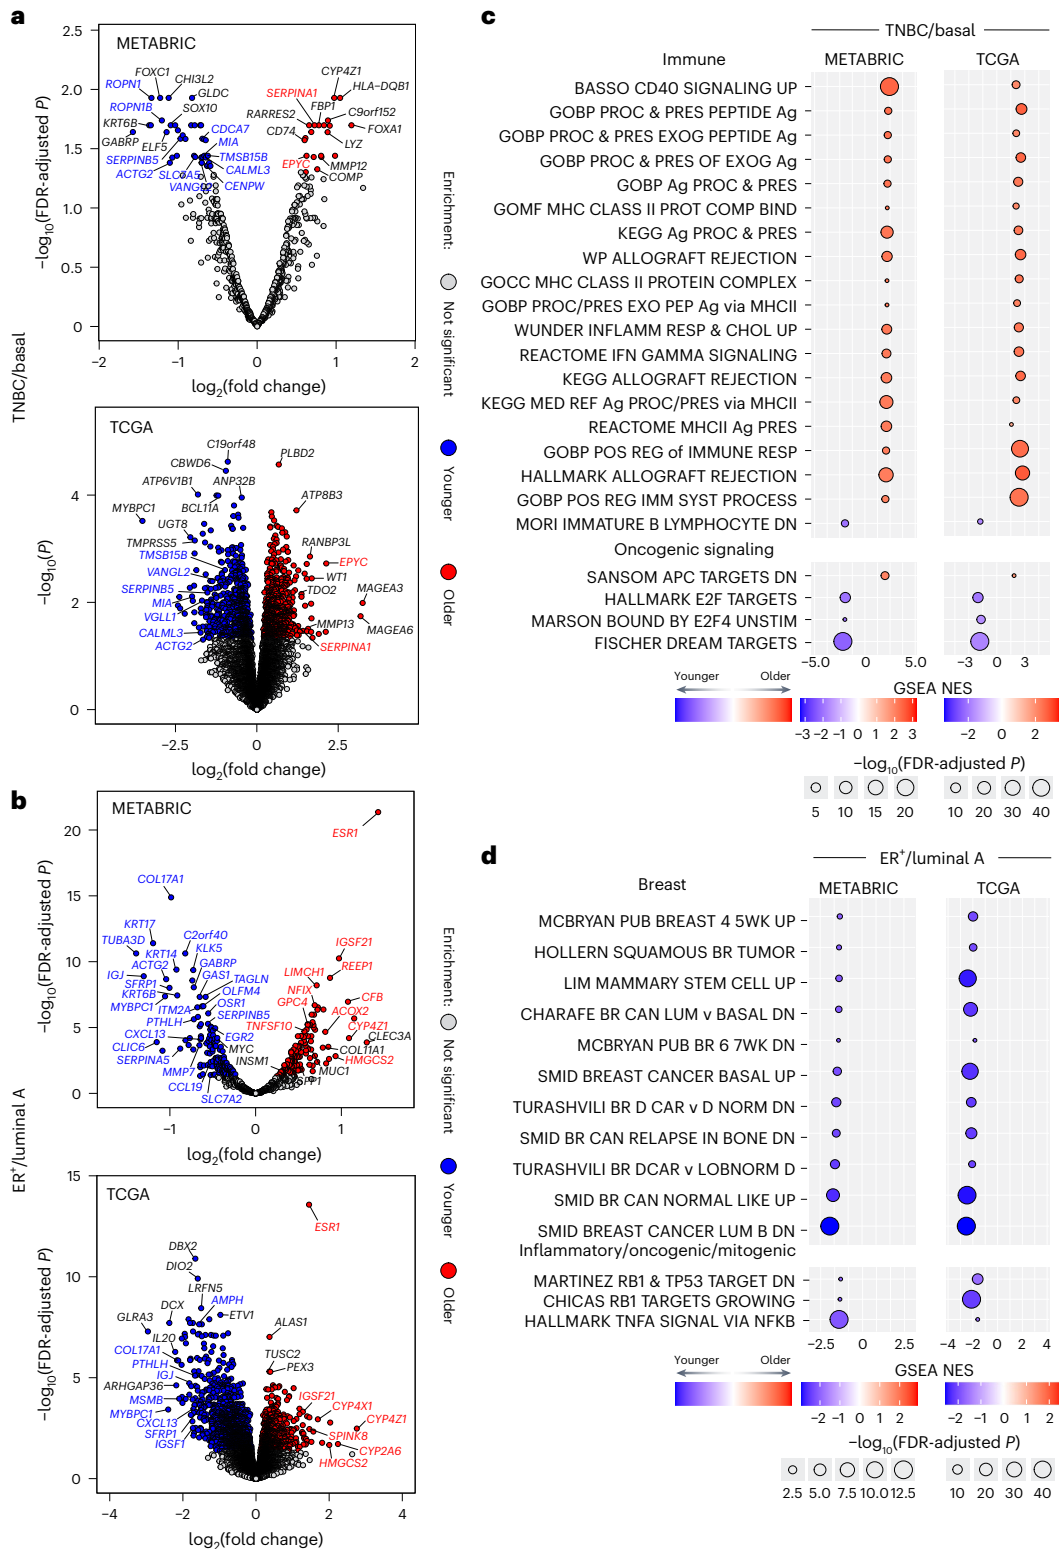 a
TNBC/basal
METABRIC
−log10(FDR-adjusted P)
2.5
2.0
1.5
1.0
0.5
0
FOXC1
ROPN1
CHI3L2
GLDC
ROPN1B
SOX10
KRT6B
GABRP
ELF5
CDCA7
MIA
SERPINB5
TMSB15B
ACTG2
SLC7A5
CALML3
VANGL2
CENPW
CYP4Z1
HLA−DQB1
SERPINA1
FBP1
RARRES2
C9orf152
CD74
FOXA1
LYZ
EPYC
MMP12
COMP
−2
−1
0
1
2
log2(fold change)
TCGA
−log10(P)
4
2
0
C19orf48
CBWD6
PLBD2
ATP6V1B1
ANP32B
ATP8B3
MYBPC1
BCL11A
UGT8
TMPRSS5
RANBP3L
TMSB15B
EPYC
VANGL2
WT1
SERPINB5
TDO2
MAGEA3
MIA
VGLL1
MMP13
CALML3
MAGEA6
ACTG2
SERPINA1
−2.5
0
2.5
log2(fold change)
Enrichment:
Not significant
Younger
Older
b
ER+/luminal A
METABRIC
−log10(FDR-adjusted P)
20
15
10
5
0
ESR1
COL17A1
KRT17
TUBA3D
C2orf40
KRT14
KLK5
IGSF21
ACTG2
GABRP
REEP1
IGJ
GAS1
LIMCH1
SFRP1
TAGLN
NFIX
KRT6B
OLFM4
CFB
MYBPC1
ITM2A
OSR1
GPC4
PTHLH
SERPINB5
ACOX2
TNFSF10
CXCL13
EGR2
CYP4Z1
CLIC6
MYC
CLEC3A
SERPINA5
INSM1
COL11A1
HMGCS2
MMP7
MUC1
CCL19
SPP1
SLC7A2
−1
0
1
log2(fold change)
TCGA
−log10(FDR-adjusted P)
15
10
5
0
ESR1
DBX2
DIO2
LRFN5
DCX
AMPH
GLRA3
ETV1
ALAS1
IL20
COL17A1
TUSC2
PTHLH
PEX3
IGJ
ARHGAP36
MSMB
IGSF21
MYBPC1
CYP4X1
CXCL13
CYP4Z1
SFRP1
SPINK8
IGSF1
CYP2A6
HMGCS2
−4
−2
0
2
4
log2(fold change)
Enrichment:
Not significant
Younger
Older
c
TNBC/basal
Immune
METABRIC
TCGA
BASSO CD40 SIGNALING UP
GOBP PROC & PRES PEPTIDE Ag
GOBP PROC & PRES EXOG PEPTIDE Ag
GOBP PROC & PRES OF EXOG Ag
GOBP Ag PROC & PRES
GOMF MHC CLASS II PROT COMP BIND
KEGG Ag PROC & PRES
WP ALLOGRAFT REJECTION
GOCC MHC CLASS II PROTEIN COMPLEX
GOBP PROC/PRES EXO PEP Ag via MHCII
WUNDER INFLAMM RESP & CHOL UP
REACTOME IFN GAMMA SIGNALING
KEGG ALLOGRAFT REJECTION
KEGG MED REF Ag PROC/PRES via MHCII
REACTOME MHCII Ag PRES
GOBP POS REG of IMMUNE RESP
HALLMARK ALLOGRAFT REJECTION
GOBP POS REG IMM SYST PROCESS
MORI IMMATURE B LYMPHOCYTE DN
Oncogenic signaling
SANSOM APC TARGETS DN
HALLMARK E2F TARGETS
MARSON BOUND BY E2F4 UNSTIM
FISCHER DREAM TARGETS
−5.0
0
5.0
−3
0
3
Younger
Older
GSEA NES
−3
−2
−1
0
1
2
3
−2
0
2
−log10(FDR-adjusted P)
5
10
15
20
10
20
30
40
d
ER+/luminal A
Breast
METABRIC
TCGA
MCBRYAN PUB BREAST 4 5WK UP
HOLLERN SQUAMOUS BR TUMOR
LIM MAMMARY STEM CELL UP
CHARAFE BR CAN LUM v BASAL DN
MCBRYAN PUB BR 6 7WK DN
SMID BREAST CANCER BASAL UP
TURASHVILI BR D CAR v D NORM DN
SMID BR CAN RELAPSE IN BONE DN
TURASHVILI BR DCAR v LOBNORM D
SMID BR CAN NORMAL LIKE UP
SMID BREAST CANCER LUM B DN
Inflammatory/oncogenic/mitogenic
MARTINEZ RB1 & TP53 TARGET DN
CHICAS RB1 TARGETS GROWING
HALLMARK TNFA SIGNAL VIA NFKB
−2.5
0
2.5
−2
0
2
4
Younger
Older
GSEA NES
−2
−1
0
1
2
−2
−1
0
1
2
−log10(FDR-adjusted P)
2.5
5.0
7.5
10.0
12.5
10
20
30
40